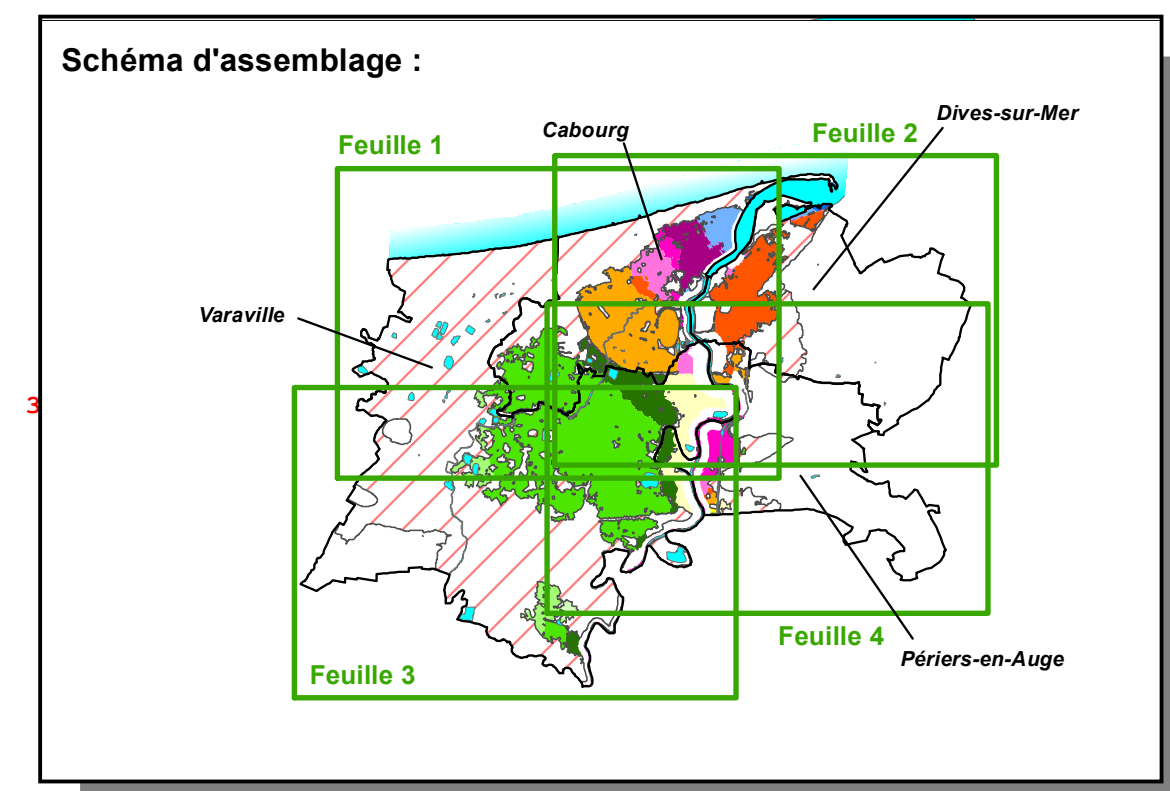 Schéma d'assemblage :
Dives-sur-Mer
Cabourg
Feuille 2
Feuille 1
Varaville
3
Feuille 4
Périers-en-Auge
Feuille 3